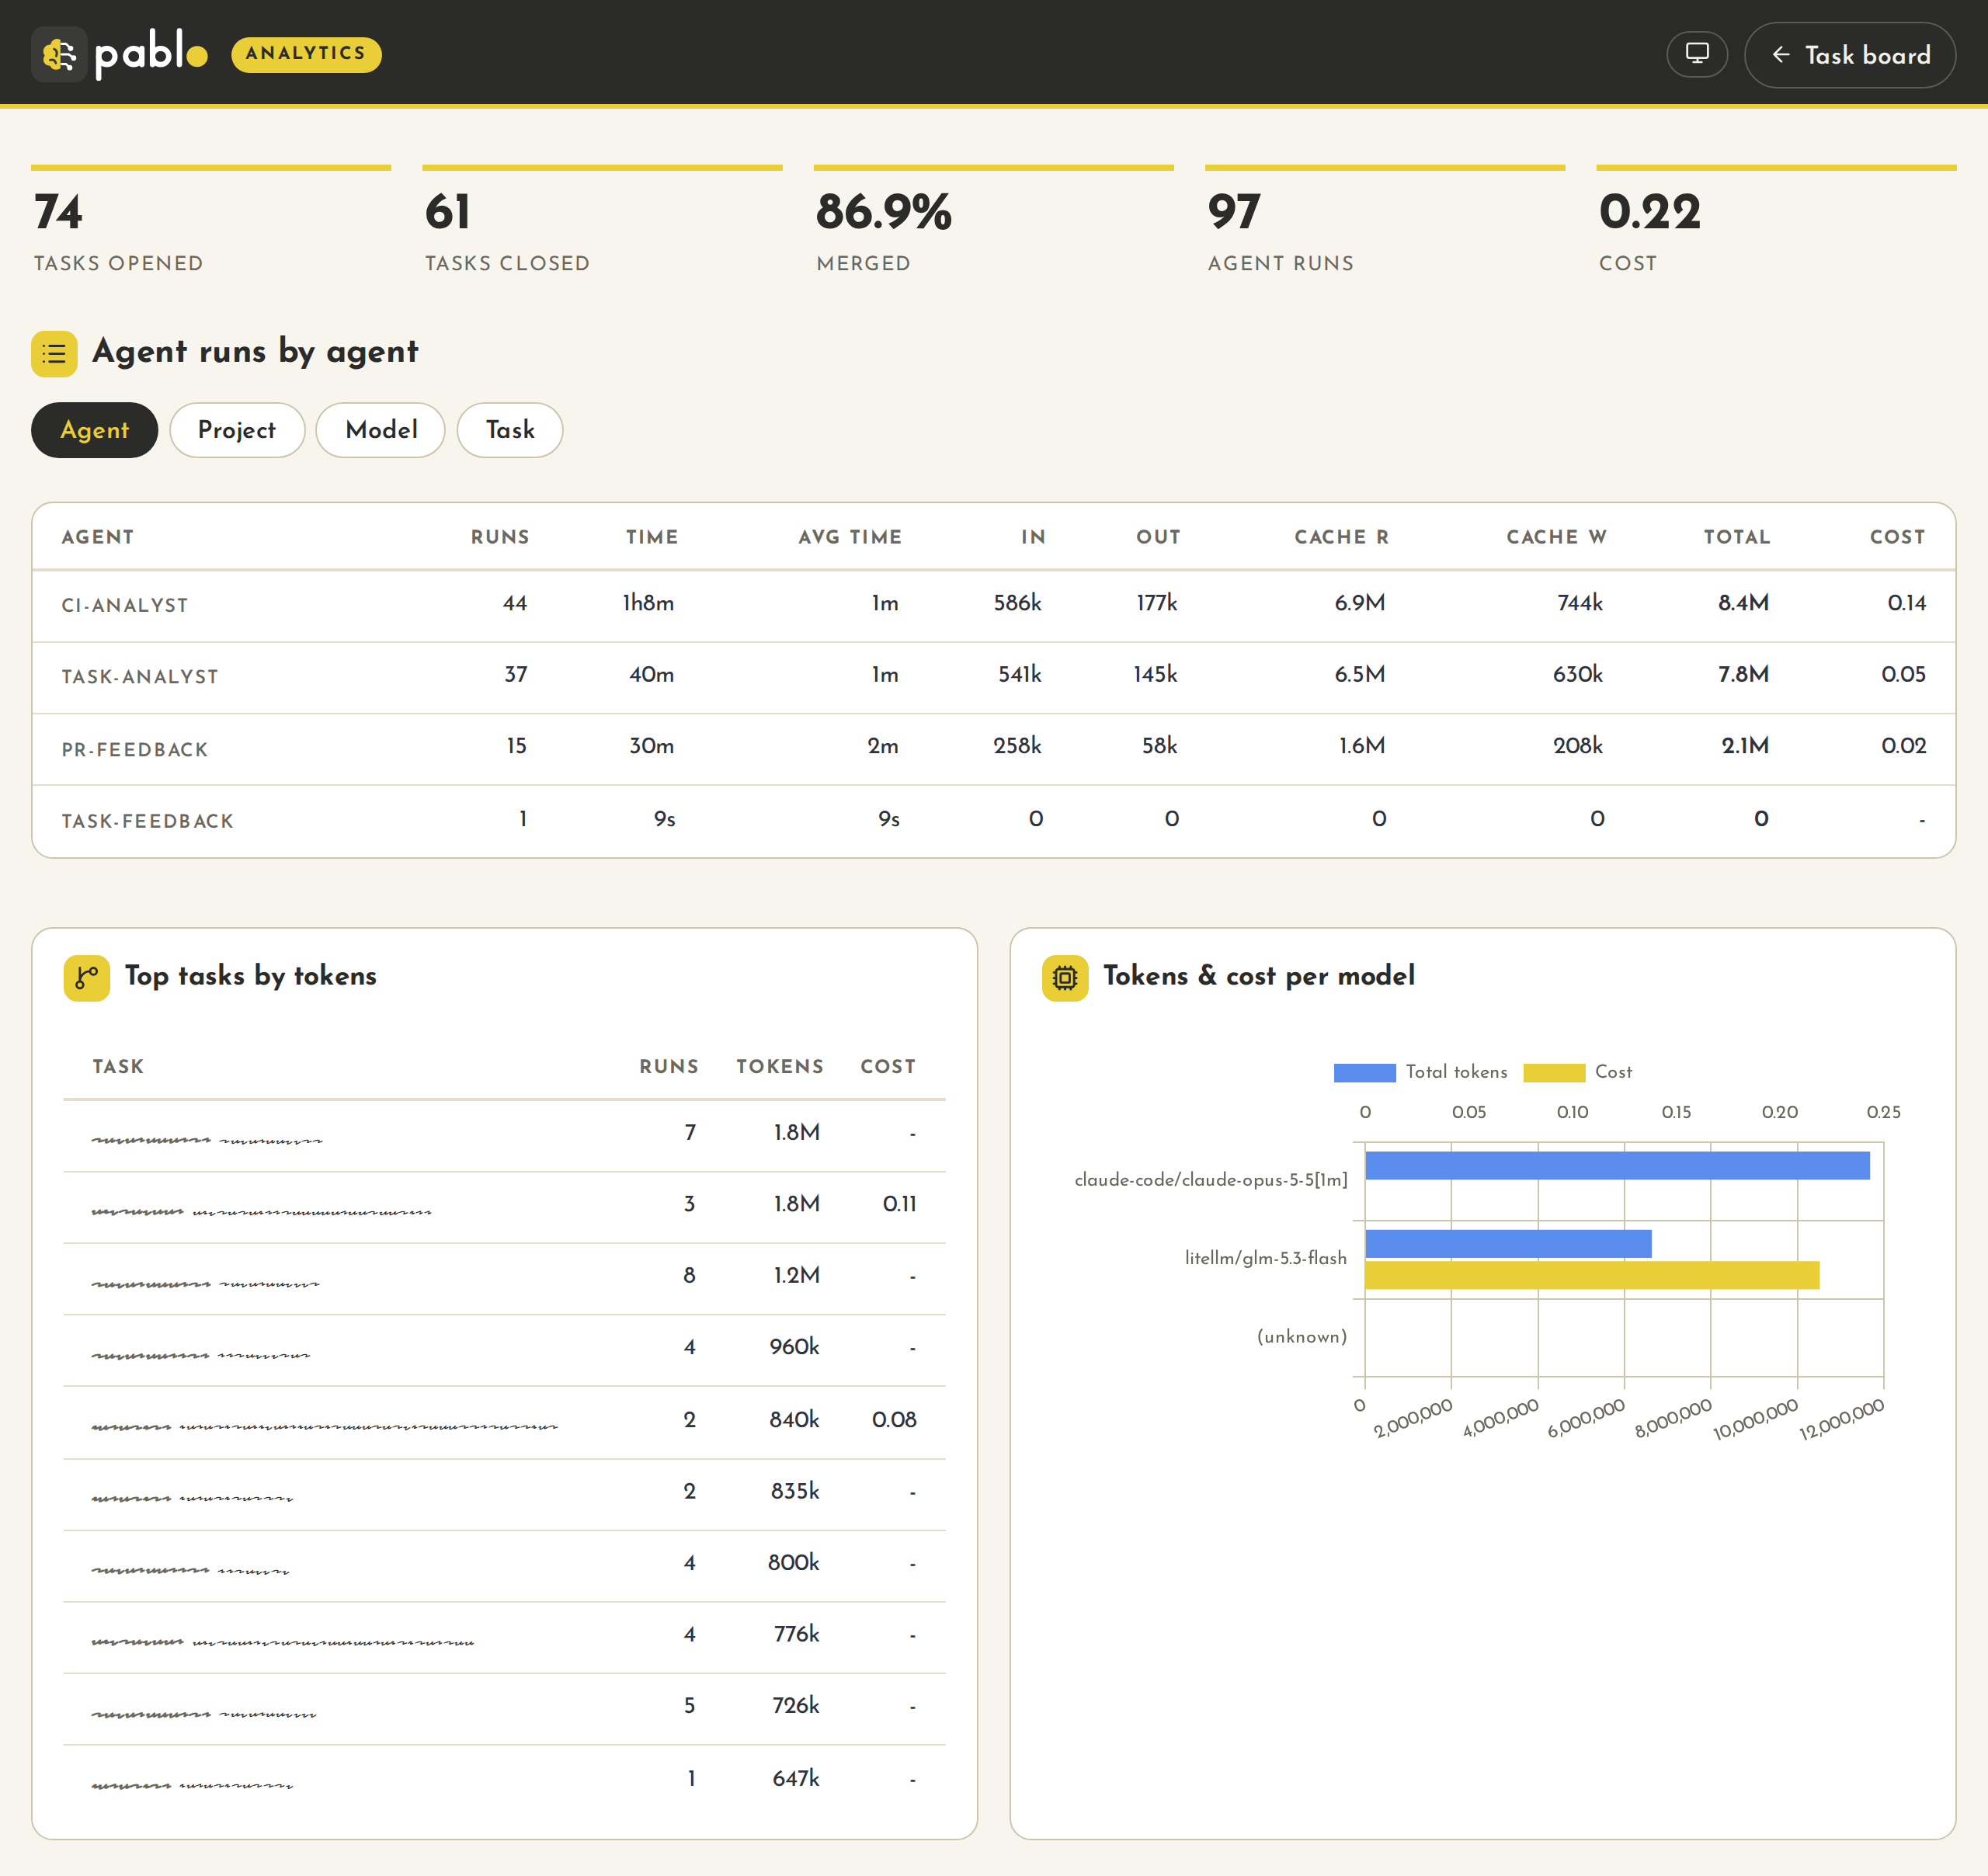 pablo ANALYTICS
← Task board
74
TASKS OPENED
61
TASKS CLOSED
86.9%
MERGED
97
AGENT RUNS
0.22
COST
Agent runs by agent
Agent Project Model Task
AGENT RUNS TIME AVG TIME IN OUT CACHE R CACHE W TOTAL COST
CI-ANALYST 44 1h8m 1m 586k 177k 6.9M 744k 8.4M 0.14
TASK-ANALYST 37 40m 1m 541k 145k 6.5M 630k 7.8M 0.05
PR-FEEDBACK 15 30m 2m 258k 58k 1.6M 208k 2.1M 0.02
TASK-FEEDBACK 1 9s 9s 0 0 0 0 0 -
Top tasks by tokens
TASK RUNS TOKENS COST
7 1.8M -
3 1.8M 0.11
8 1.2M -
4 960k -
2 840k 0.08
2 835k -
4 800k -
4 776k -
5 726k -
1 647k -
Tokens & cost per model
Total tokens Cost
0 0.05 0.10 0.15 0.20 0.25
claude-code/claude-opus-5-5[1m]
litellm/glm-5.3-flash
(unknown)
0 2,000,000 4,000,000 6,000,000 8,000,000 10,000,000 12,000,000